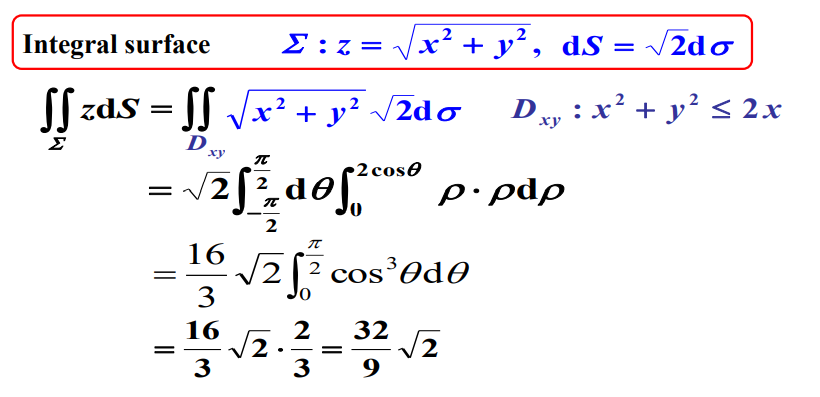 Integral surface Σ : z = √(x² + y²), dS = √2dσ
∬_Σ zdS = ∬_{D_xy} √(x² + y²) √2dσ D_xy : x² + y² ≤ 2x
= √2 ∫_{-π/2}^{π/2} dθ ∫_0^{2cosθ} ρ · ρdρ
= 16/3 √2 ∫_0^{π/2} cos³θdθ
= 16/3 √2 · 2/3 = 32/9 √2